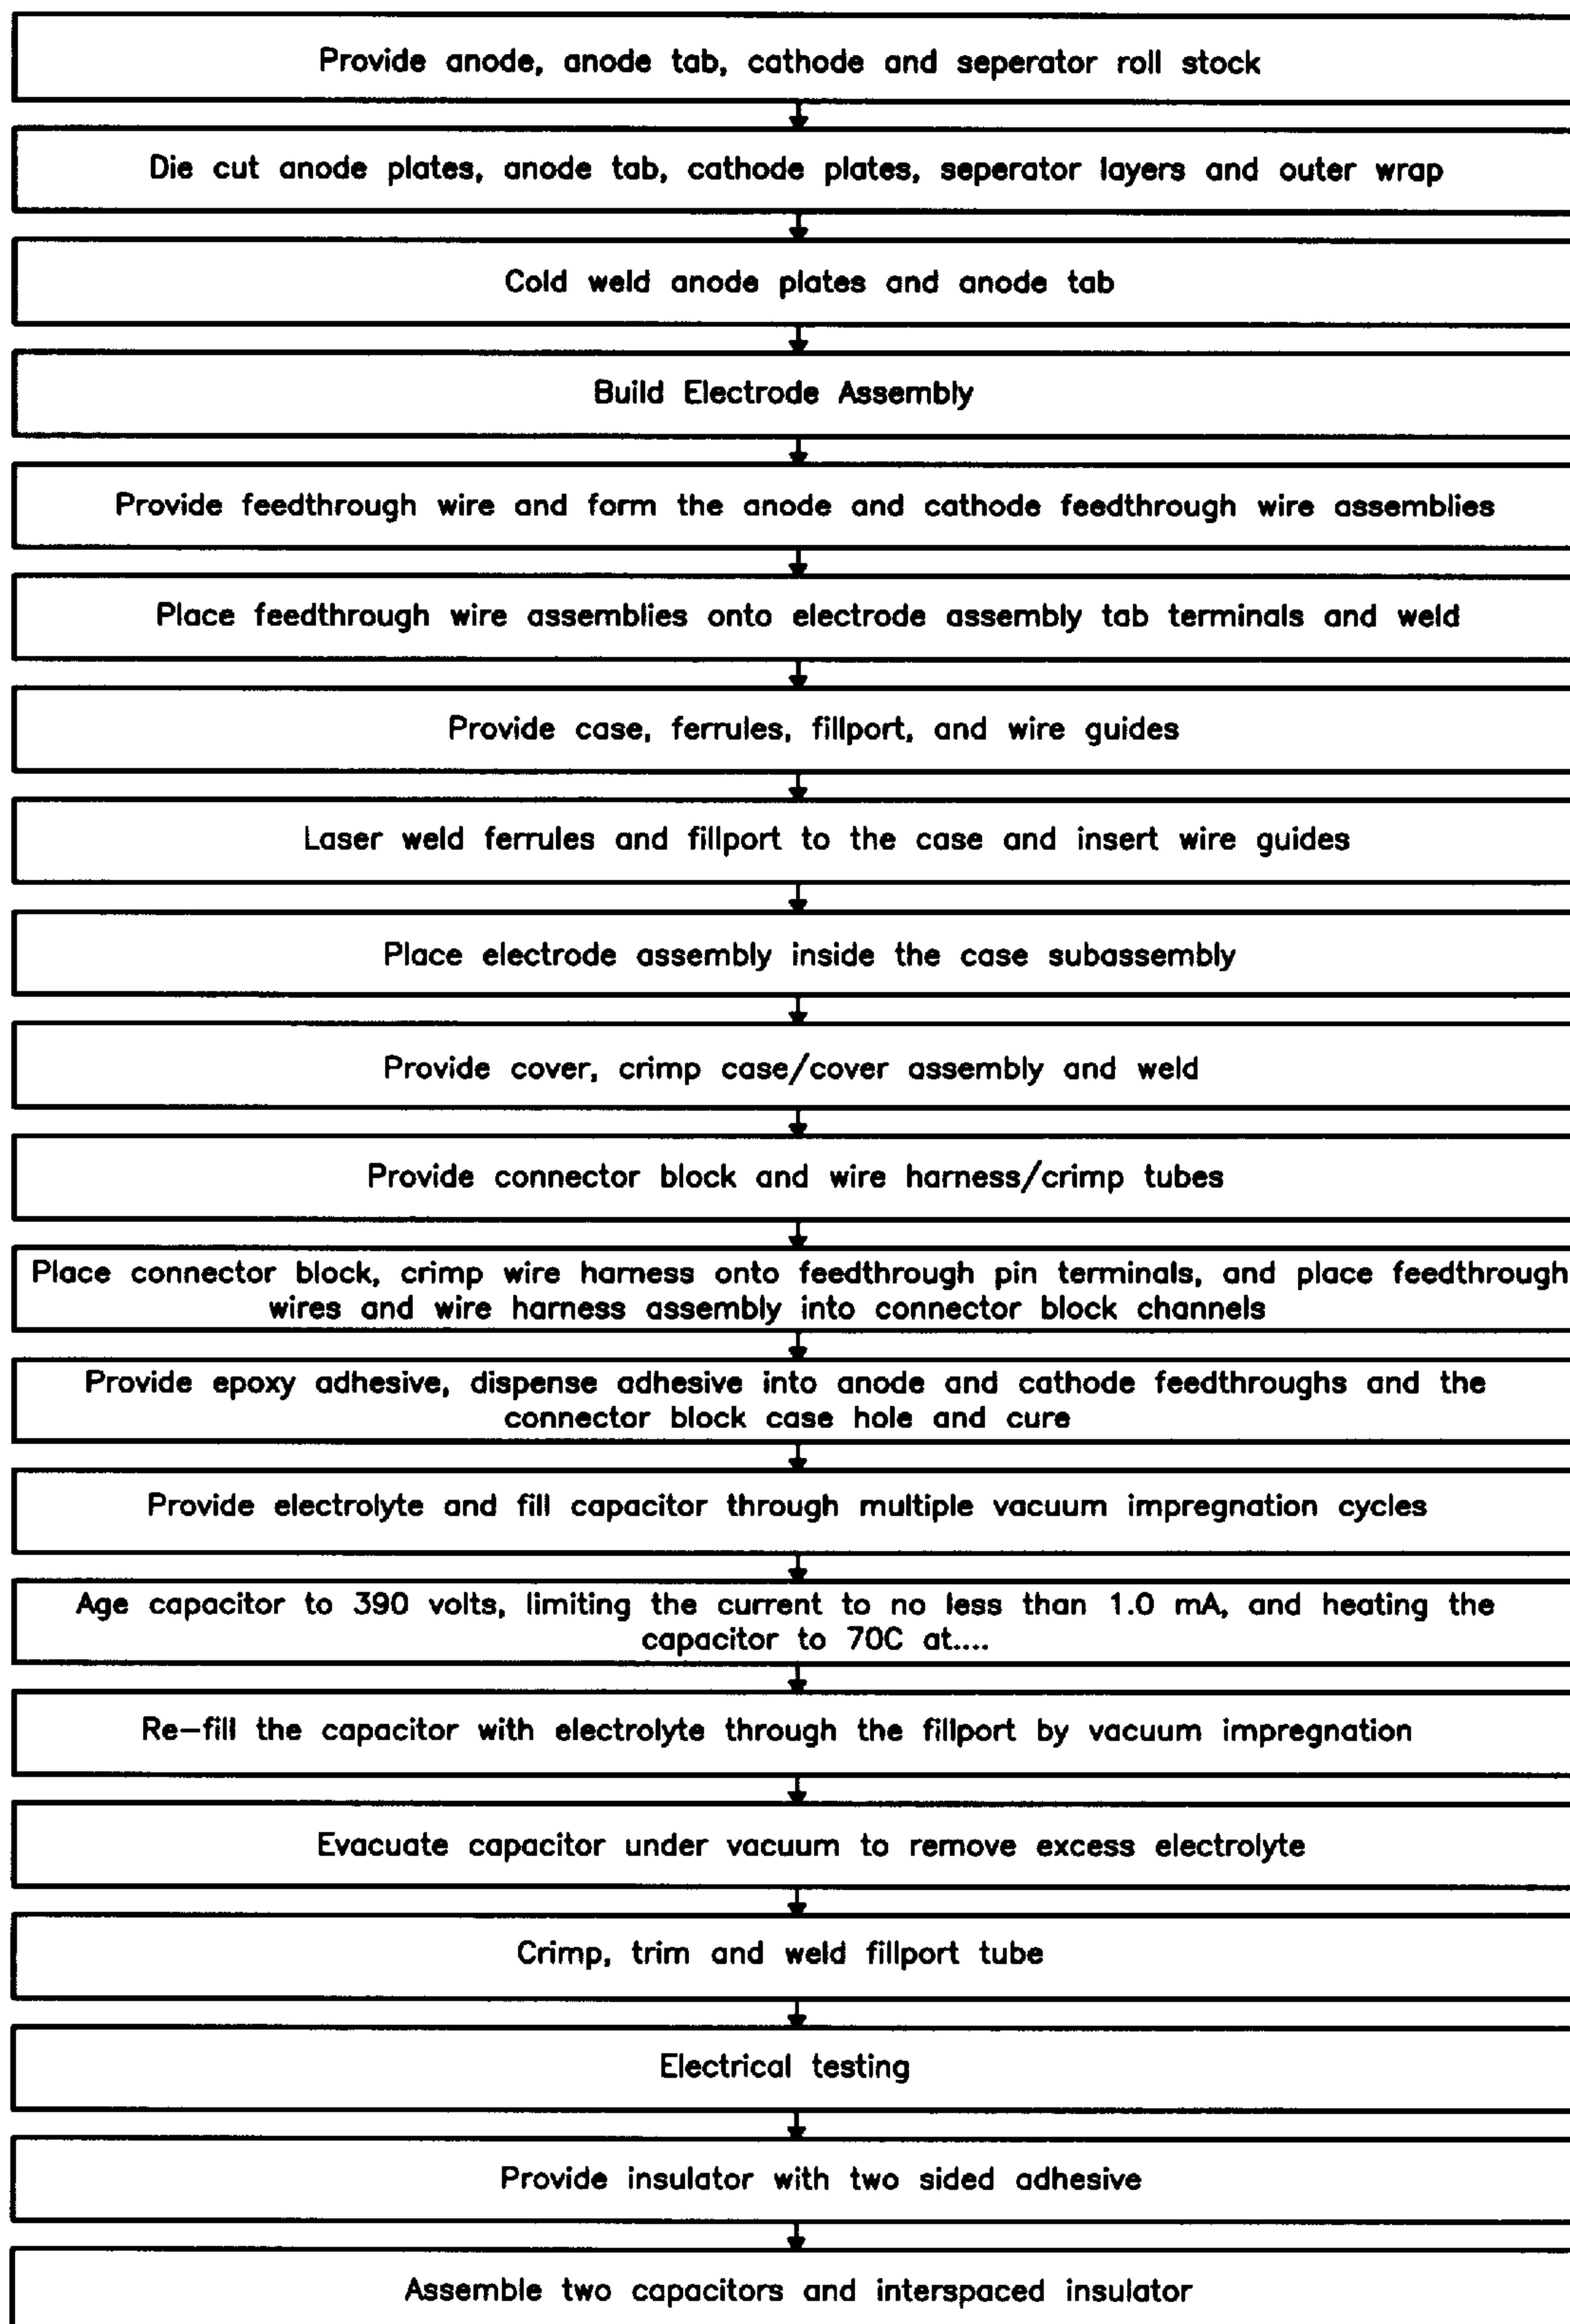 Provide anode, anode tab, cathode and seperator roll stock
Die cut anode plates, anode tab, cathode plates, seperator layers and outer wrap
Cold weld anode plates and anode tab
Build Electrode Assembly
Provide feedthrough wire and form the anode and cathode feedthrough wire assemblies
Place feedthrough wire assemblies onto electrode assembly tab terminals and weld
Provide case, ferrules, fillport, and wire guides
Laser weld ferrules and fillport to the case and insert wire guides
Place electrode assembly inside the case subassembly
Provide cover, crimp case/cover assembly and weld
Provide connector block and wire harness/crimp tubes
Place connector block, crimp wire harness onto feedthrough pin terminals, and place feedthrough
wires and wire harness assembly into connector block channels
Provide epoxy adhesive, dispense adhesive into anode and cathode feedthroughs and the
connector block case hole and cure
Provide electrolyte and fill capacitor through multiple vacuum impregnation cycles
Age capacitor to 390 volts, limiting the current to no less than 1.0 mA, and heating the
capacitor to 70C at....
Re-fill the capacitor with electrolyte through the fillport by vacuum impregnation
Evacuate capacitor under vacuum to remove excess electrolyte
Crimp, trim and weld fillport tube
Electrical testing
Provide insulator with two sided adhesive
Assemble two capacitors and interspaced insulator